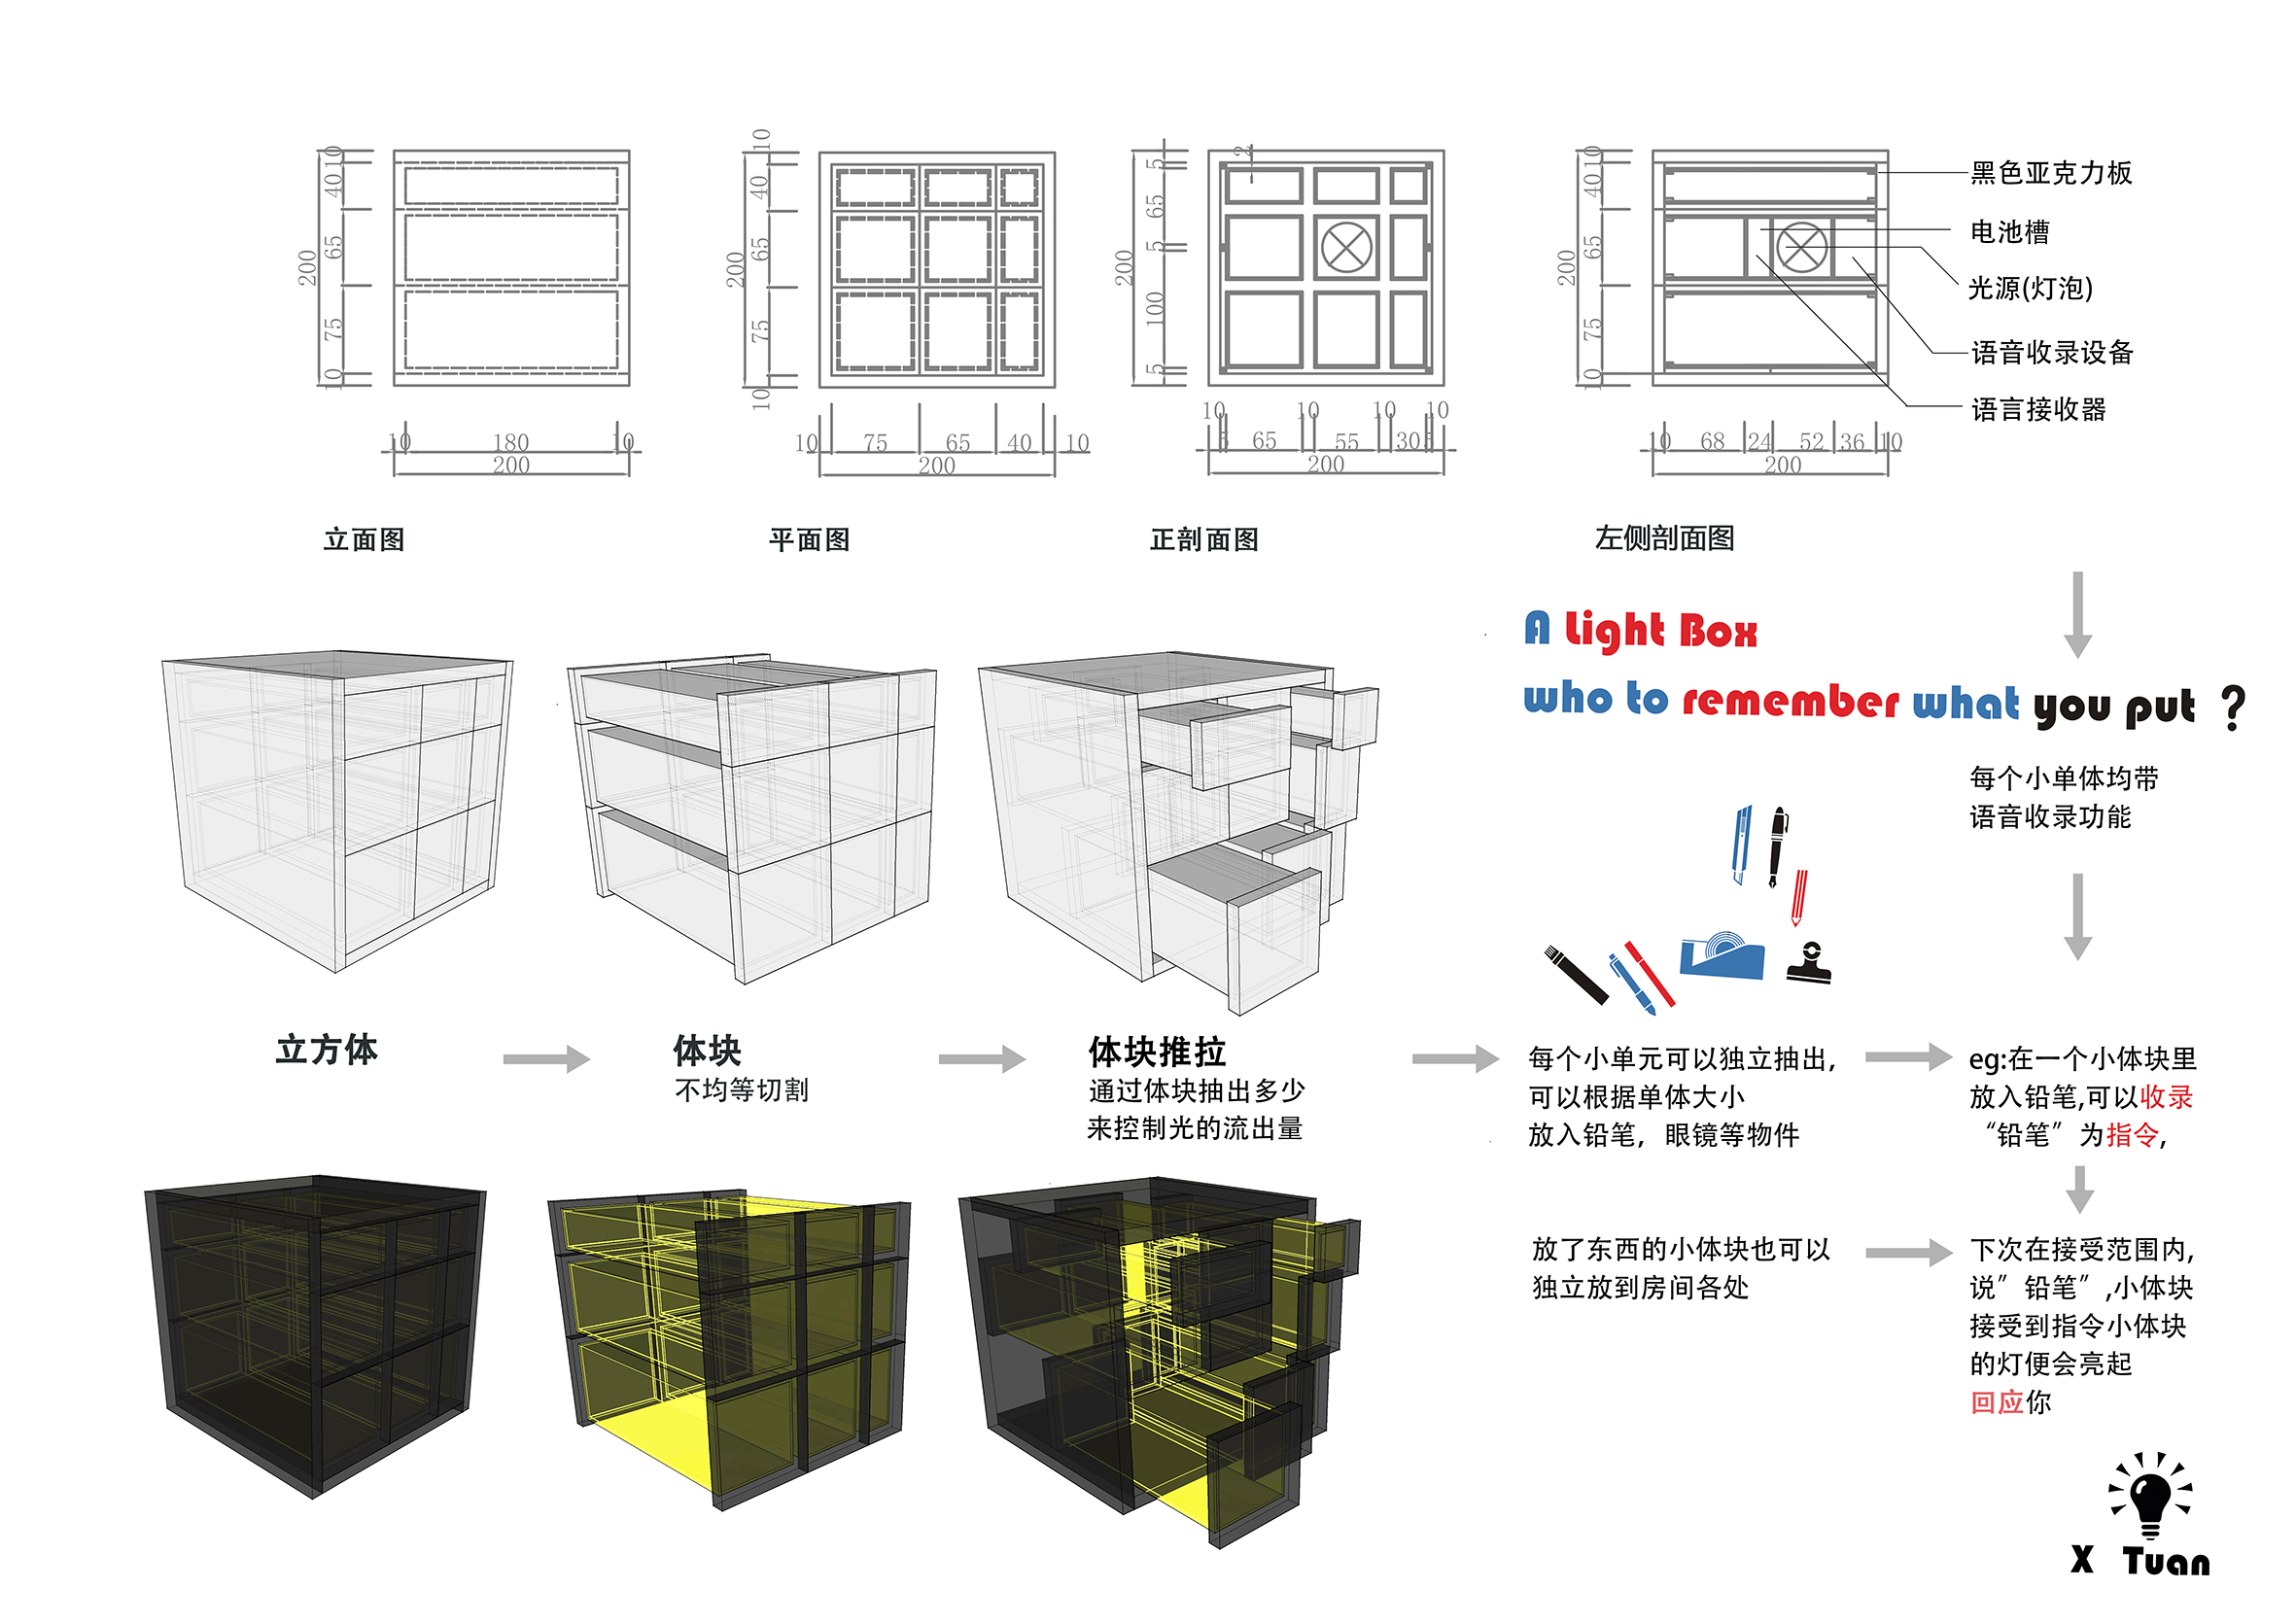 10
40
65
75
10
200
10
180
10
200
10
40
65
75
10
200
10
75
65
40
10
200
2
5
65
5
100
5
200
10
10
10
10
5
65
55
30
5
200
10
40
65
75
10
200
10
68
24
52
36
10
200
黑色亚克力板
电池槽
光源(灯泡)
语音收录设备
语言接收器
立面图
平面图
正剖面图
左侧剖面图
A Light Box
who to remember what you put ?
每个小单体均带
语音收录功能
立方体
体块
不均等切割
体块推拉
通过体块抽出多少
来控制光的流出量
每个小单元可以独立抽出,
可以根据单体大小
放入铅笔, 眼镜等物件
eg:在一个小体块里
放入铅笔,可以收录
“铅笔” 为指令,
放了东西的小体块也可以
独立放到房间各处
下次在接受范围内,
说”铅笔” ,小体块
接受到指令小体块
的灯便会亮起
回应你
X Tuan